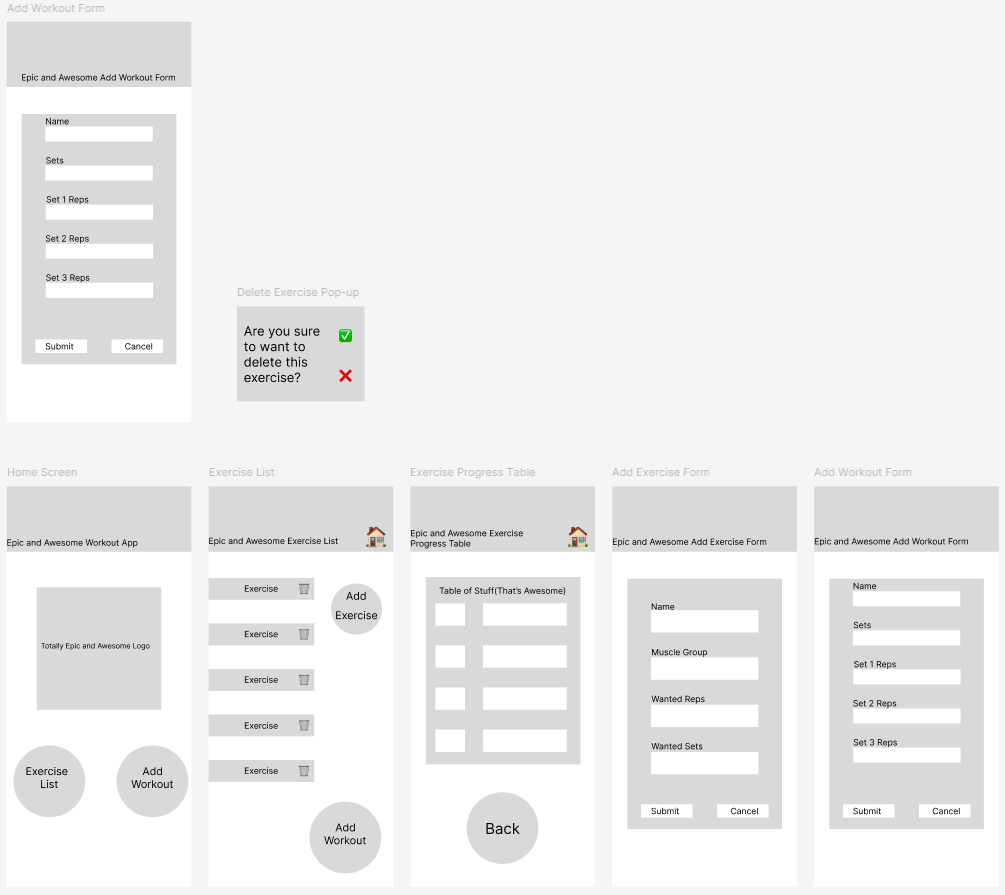 Add Workout Form
Epic and Awesome Add Workout Form
Name
Sets
Set 1 Reps
Set 2 Reps
Set 3 Reps
Submit
Cancel
Delete Exercise Pop-up
Are you sure
to want to
delete this
exercise?
Home Screen
Epic and Awesome Workout App
Totally Epic and Awesome Logo
Exercise
List
Add
Workout
Exercise List
Epic and Awesome Exercise List
Exercise
Exercise
Exercise
Exercise
Exercise
Add
Exercise
Add
Workout
Exercise Progress Table
Epic and Awesome Exercise
Progress Table
Table of Stuff(That's Awesome)
Back
Add Exercise Form
Epic and Awesome Add Exercise Form
Name
Muscle Group
Wanted Reps
Wanted Sets
Submit
Cancel
Add Workout Form
Epic and Awesome Add Workout Form
Name
Sets
Set 1 Reps
Set 2 Reps
Set 3 Reps
Submit
Cancel